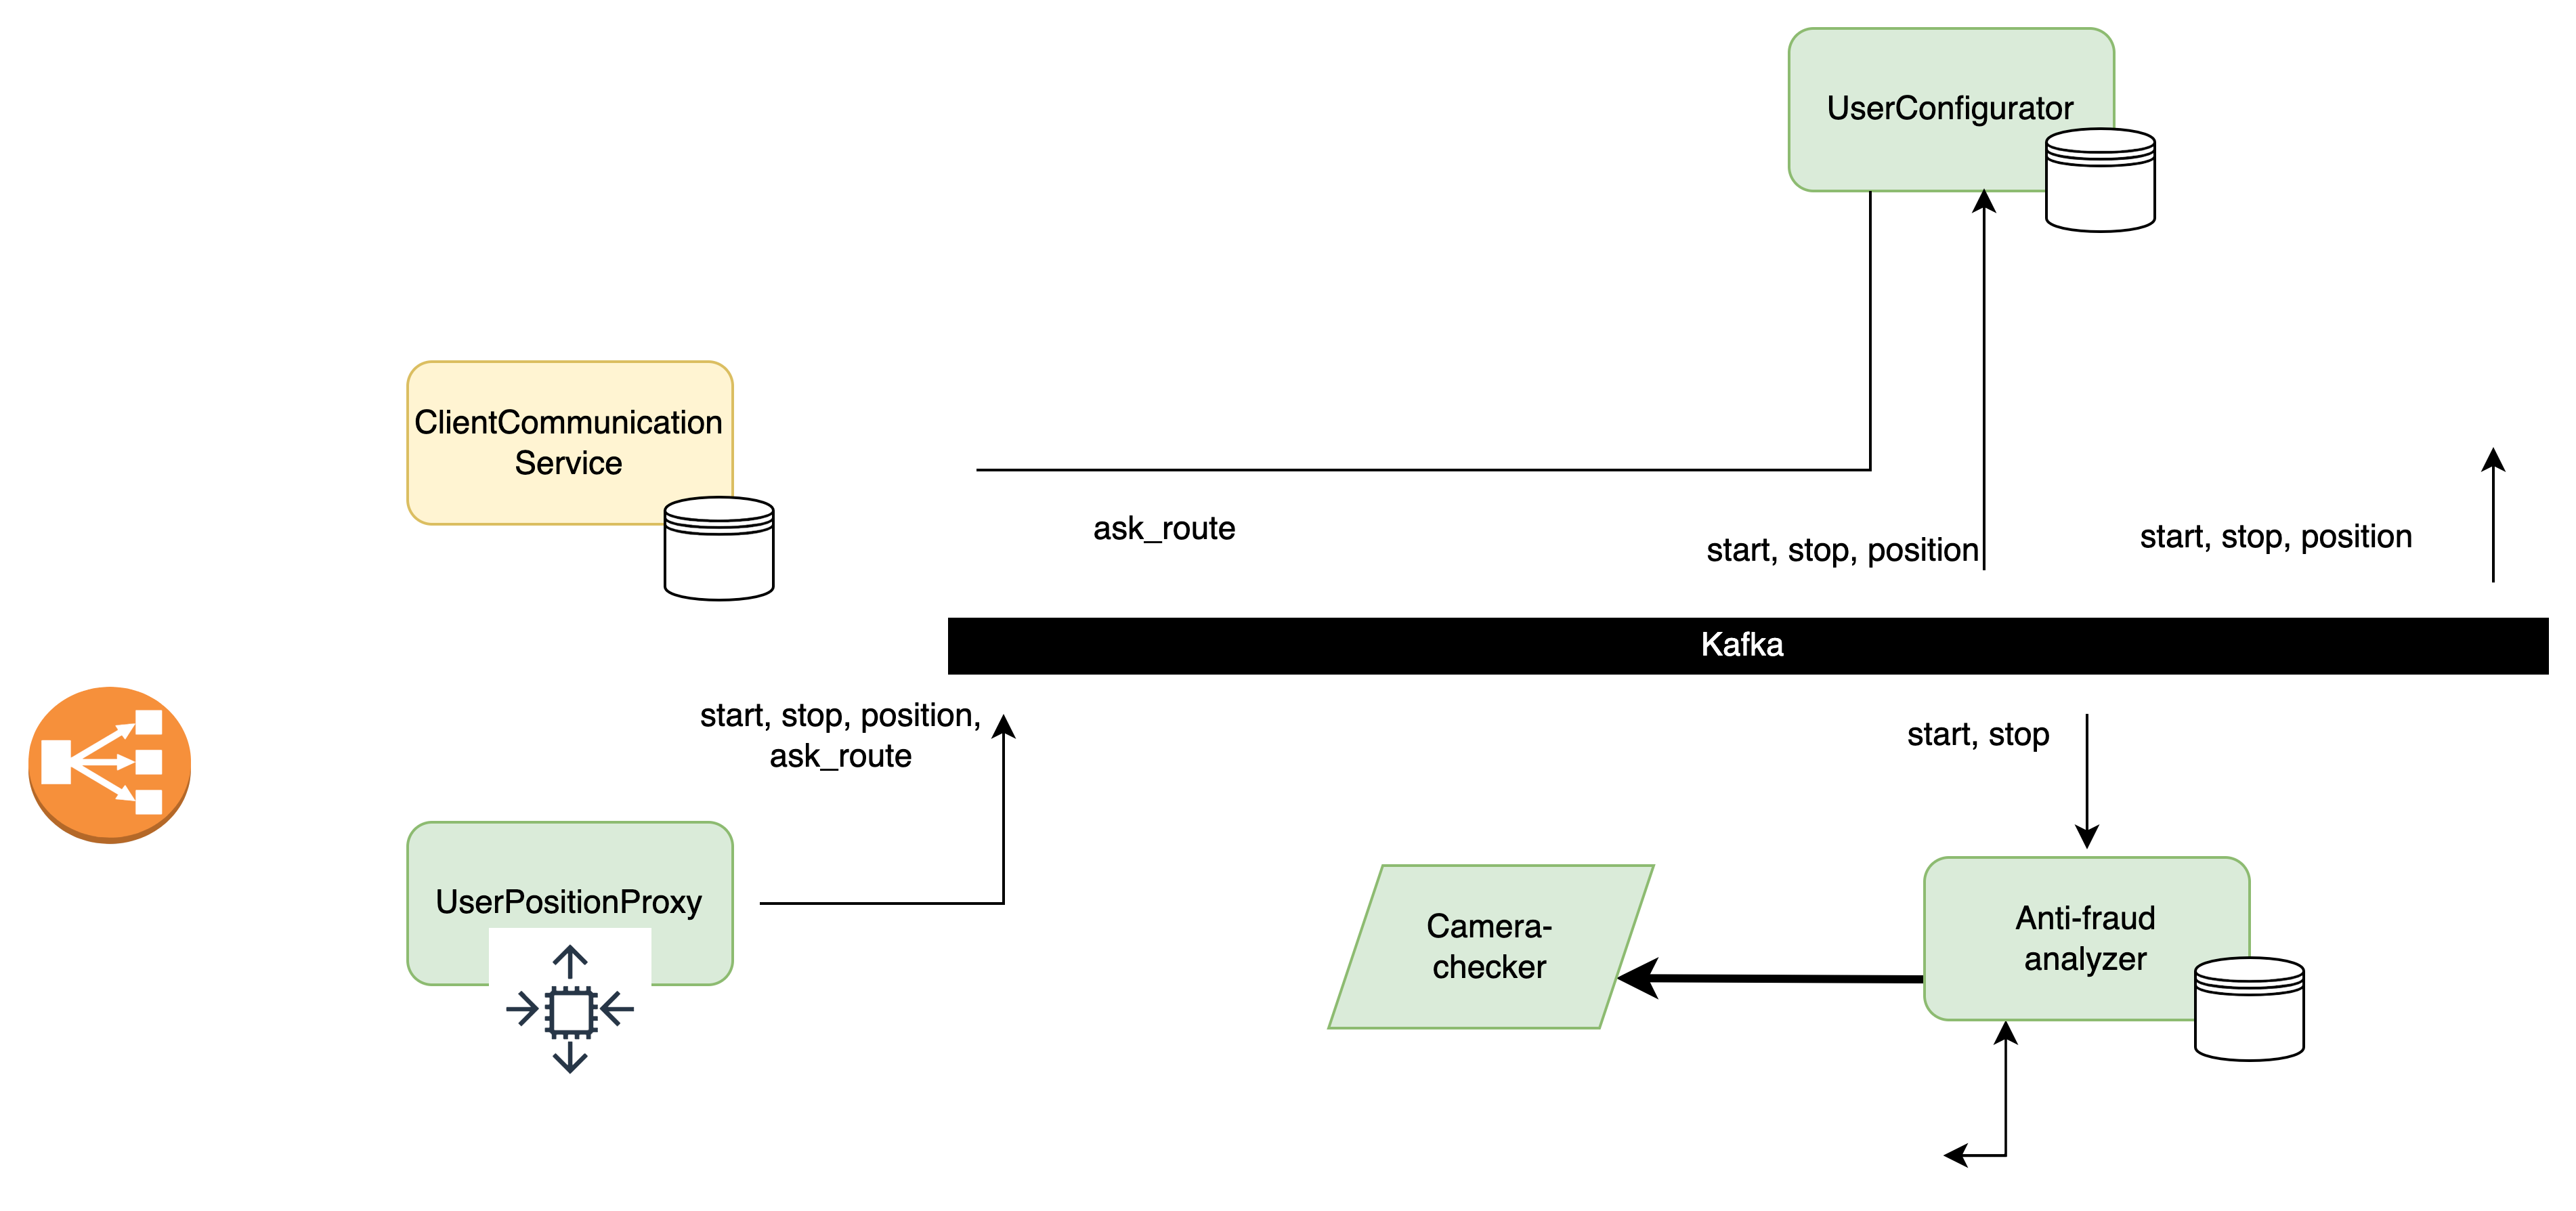 UserConfigurator
ClientCommunication
Service
ask_route
start, stop, position
start, stop, position
Kafka
start, stop, position,
ask_route
start, stop
UserPositionProxy
Camera-
checker
Anti-fraud
analyzer